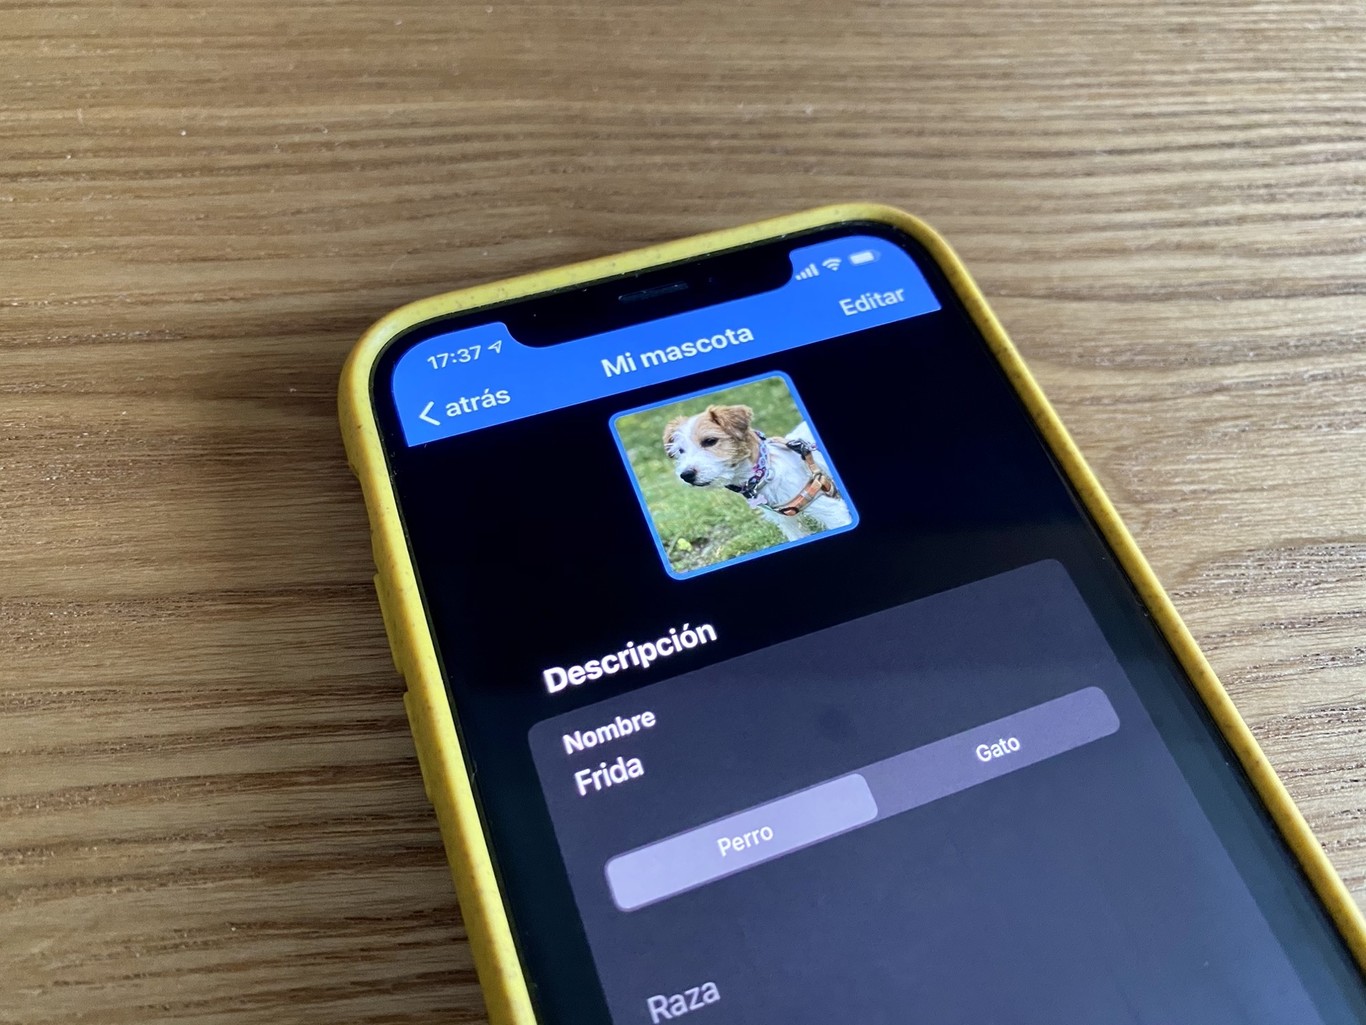 17:37
Editar
Mi mascota
atrás
Descripción
Nombre
Frida
Perro Gato
Raza